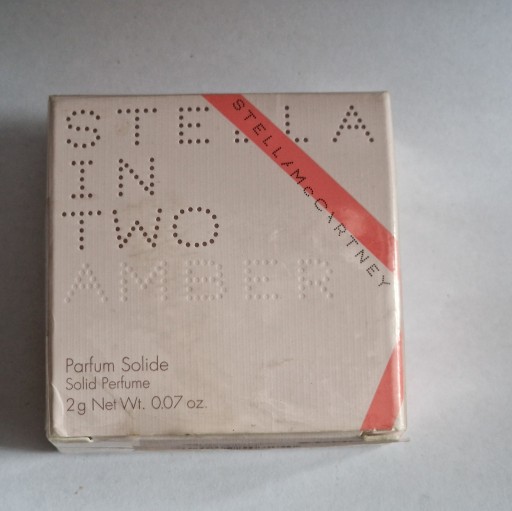 STELLA
IN
TWO
AMBER
STELLAMcCARTNEY
Parfum Solide
Solid Perfume
2g Net Wt. 0.07 oz.